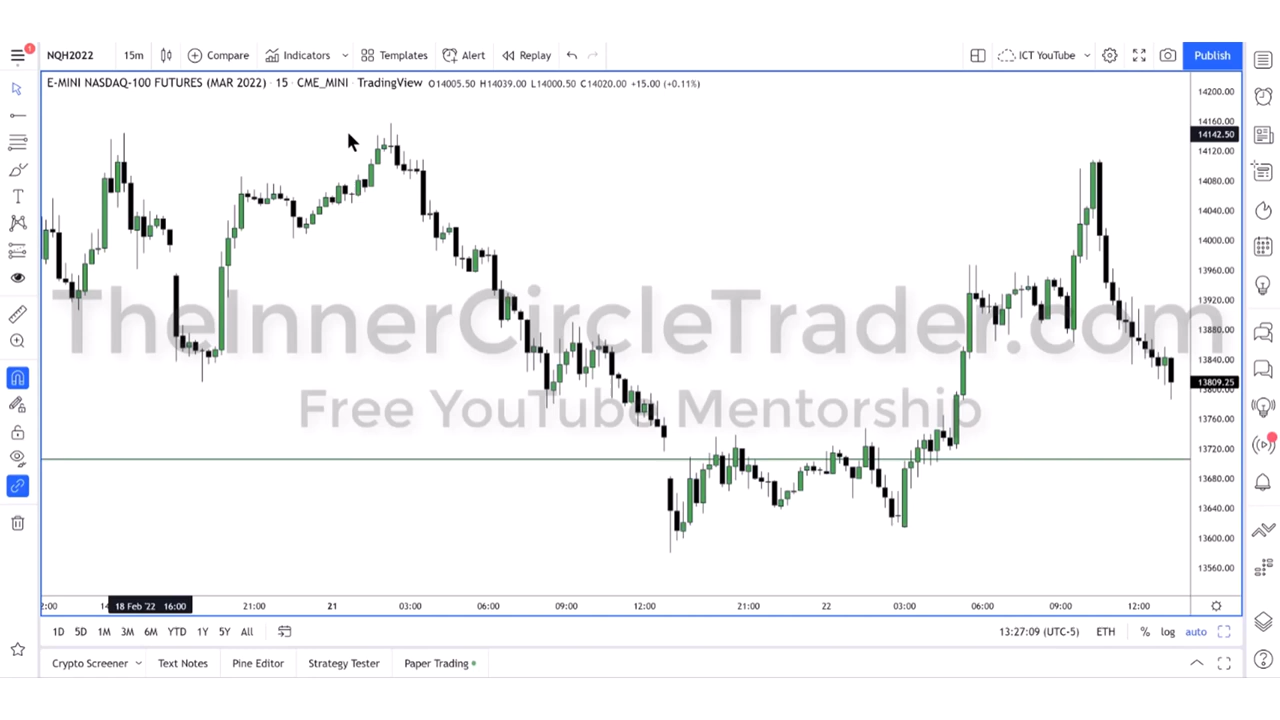 NQH2022 15m Compare Indicators Templates Alert Replay ICT YouTube Publish
E-MINI NASDAQ-100 FUTURES (MAR 2022) · 15 · CME_MINI · TradingView O14005.50 H14039.00 L14000.50 C14020.00 +15.00 (+0.11%)
14200.00
14160.00
14142.50
14120.00
14080.00
14040.00
14000.00
13960.00
13920.00
13880.00
13840.00
13809.25
13760.00
13720.00
13680.00
13640.00
13600.00
13560.00
TheInnerCircleTrader.com
Free YouTube Mentorship
18 Feb '22 16:00 21:00 21 03:00 06:00 09:00 12:00 21:00 22 03:00 06:00 09:00 12:00
1D 5D 1M 3M 6M YTD 1Y 5Y All 13:27:09 (UTC-5) ETH % log auto
Crypto Screener Text Notes Pine Editor Strategy Tester Paper Trading